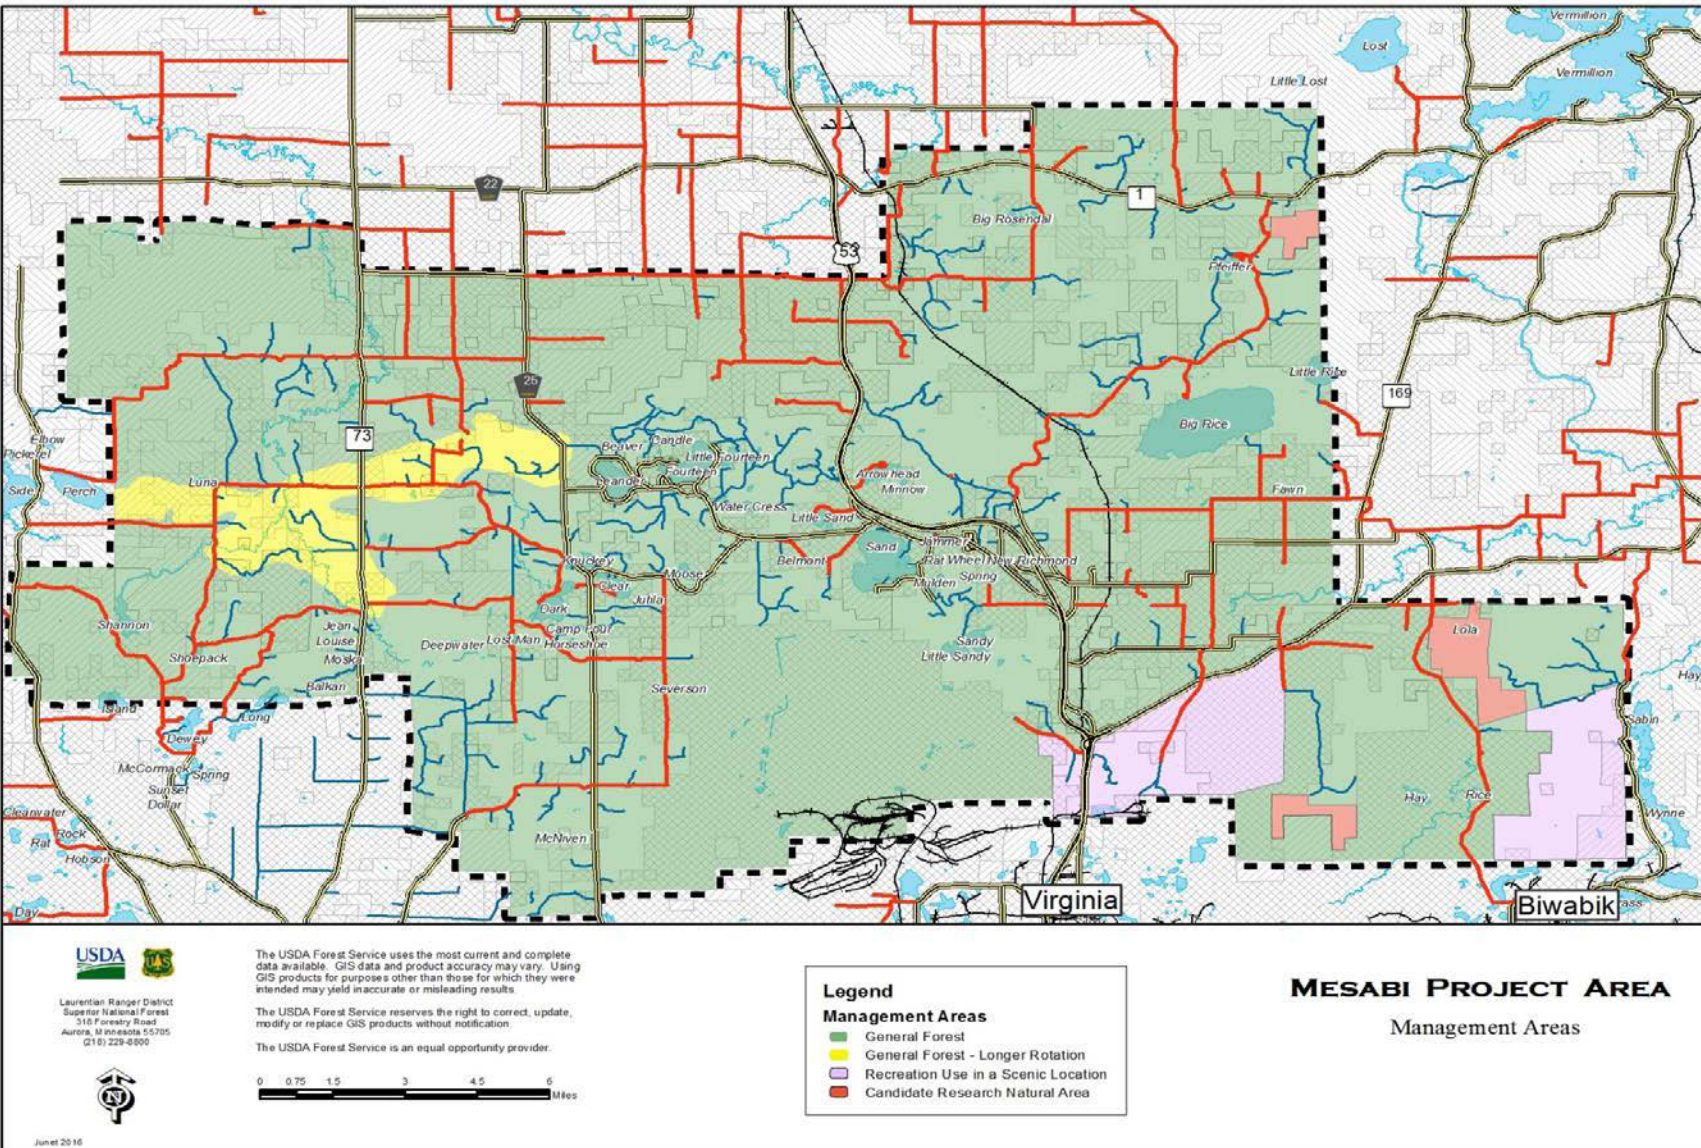 Vermillion
Lost
Vermillion
Little Lost
22
1
Big Rosendal
53
Pfeiffer
Little Rice
25
169
73
Big Rice
Elbow
Pickerel
Beaver
Candle
Little Fourteen
Fourteen
Leander
Arrowhead
Minnow
Side
Perch
Luna
Fawn
Water Cress
Little Sand
Sand
Jammer
Belmont
Rat Wheel
New Richmond
Knuckey
Moose
Mulden
Spring
Clear
Juhla
Dark
Shannon
Jean
Louise
Deepwater
Lost Man
Camp Four
Horseshoe
Sandy
Little Sandy
Lola
Shoepack
Moska
Balkan
Severson
Hay
Island
Long
Sabin
Dewey
McCormack
Spring
Sunset
Dollar
Hay
Rice
Clearwater
Rock
Rat
Hobson
McNiven
Wynne
Day
Virginia
Biwabik
ass
USDA
Laurentian Ranger District
Superior National Forest
318 Forestry Road
Aurora, Minnesota 55705
(218) 229-8800
N
June1 2016
The USDA Forest Service uses the most current and complete
data available. GIS data and product accuracy may vary. Using
GIS products for purposes other than those for which they were
intended may yield inaccurate or misleading results.
The USDA Forest Service reserves the right to correct, update,
modify or replace GIS products without notification.
The USDA Forest Service is an equal opportunity provider.
0 0.75 1.5 3 4.5 6
Miles
Legend
Management Areas
General Forest
General Forest - Longer Rotation
Recreation Use in a Scenic Location
Candidate Research Natural Area
MESABI PROJECT AREA
Management Areas